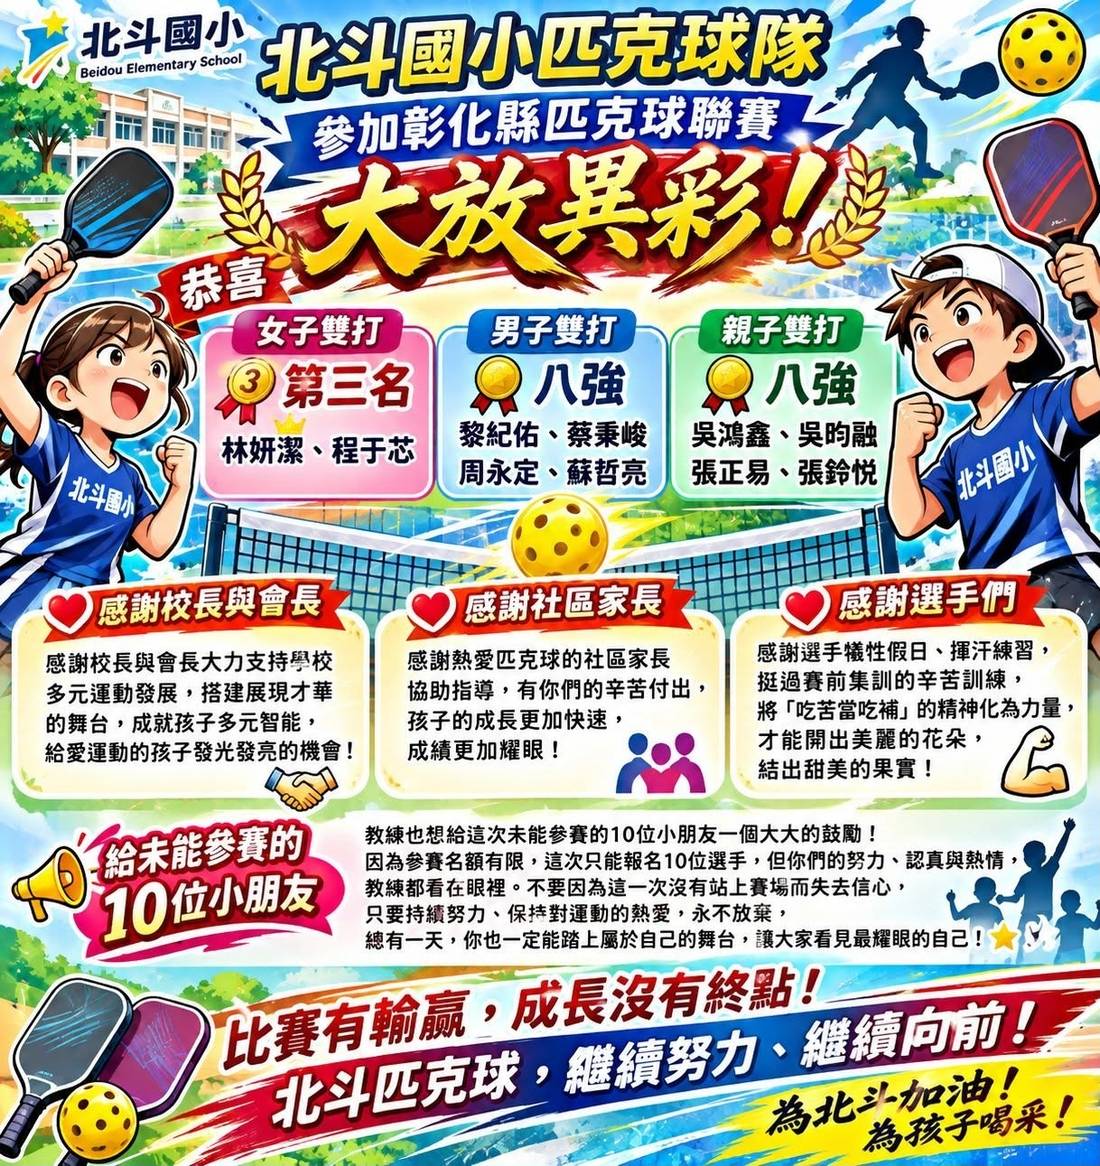 北斗國小
Beidou Elementary School
北斗國小匹克球隊
參加彰化縣匹克球聯賽
大放異彩！
恭喜
女子雙打
3 第三名
林妍潔、程于芯
男子雙打
八強
黎紀佑、蔡秉峻
周永定、蘇哲亮
親子雙打
八強
吳鴻鑫、吳昀融
張正易、張鈴悦
北斗國小
北斗國小
感謝校長與會長
感謝校長與會長大力支持學校
多元運動發展，搭建展現才華
的舞台，成就孩子多元智能，
給愛運動的孩子發光發亮的機會！
感謝社區家長
感謝熱愛匹克球的社區家長
協助指導，有你們的辛苦付出，
孩子的成長更加快速，
成績更加耀眼！
感謝選手們
感謝選手犧牲假日、揮汗練習，
挺過賽前集訓的辛苦訓練，
將「吃苦當吃補」的精神化為力量，
才能開出美麗的花朵，
結出甜美的果實！
給未能參賽的
10位小朋友
教練也想給這次未能參賽的10位小朋友一個大大的鼓勵！
因為參賽名額有限，這次只能報名10位選手，但你們的努力、認真與熱情，
教練都看在眼裡。不要因為這一次沒有站上賽場而失去信心，
只要持續努力、保持對運動的熱愛，永不放棄，
總有一天，你也一定能踏上屬於自己的舞台，讓大家看見最耀眼的自己！
比賽有輸贏，成長沒有終點！
北斗匹克球，繼續努力、繼續向前！
為北斗加油！
為孩子喝采！